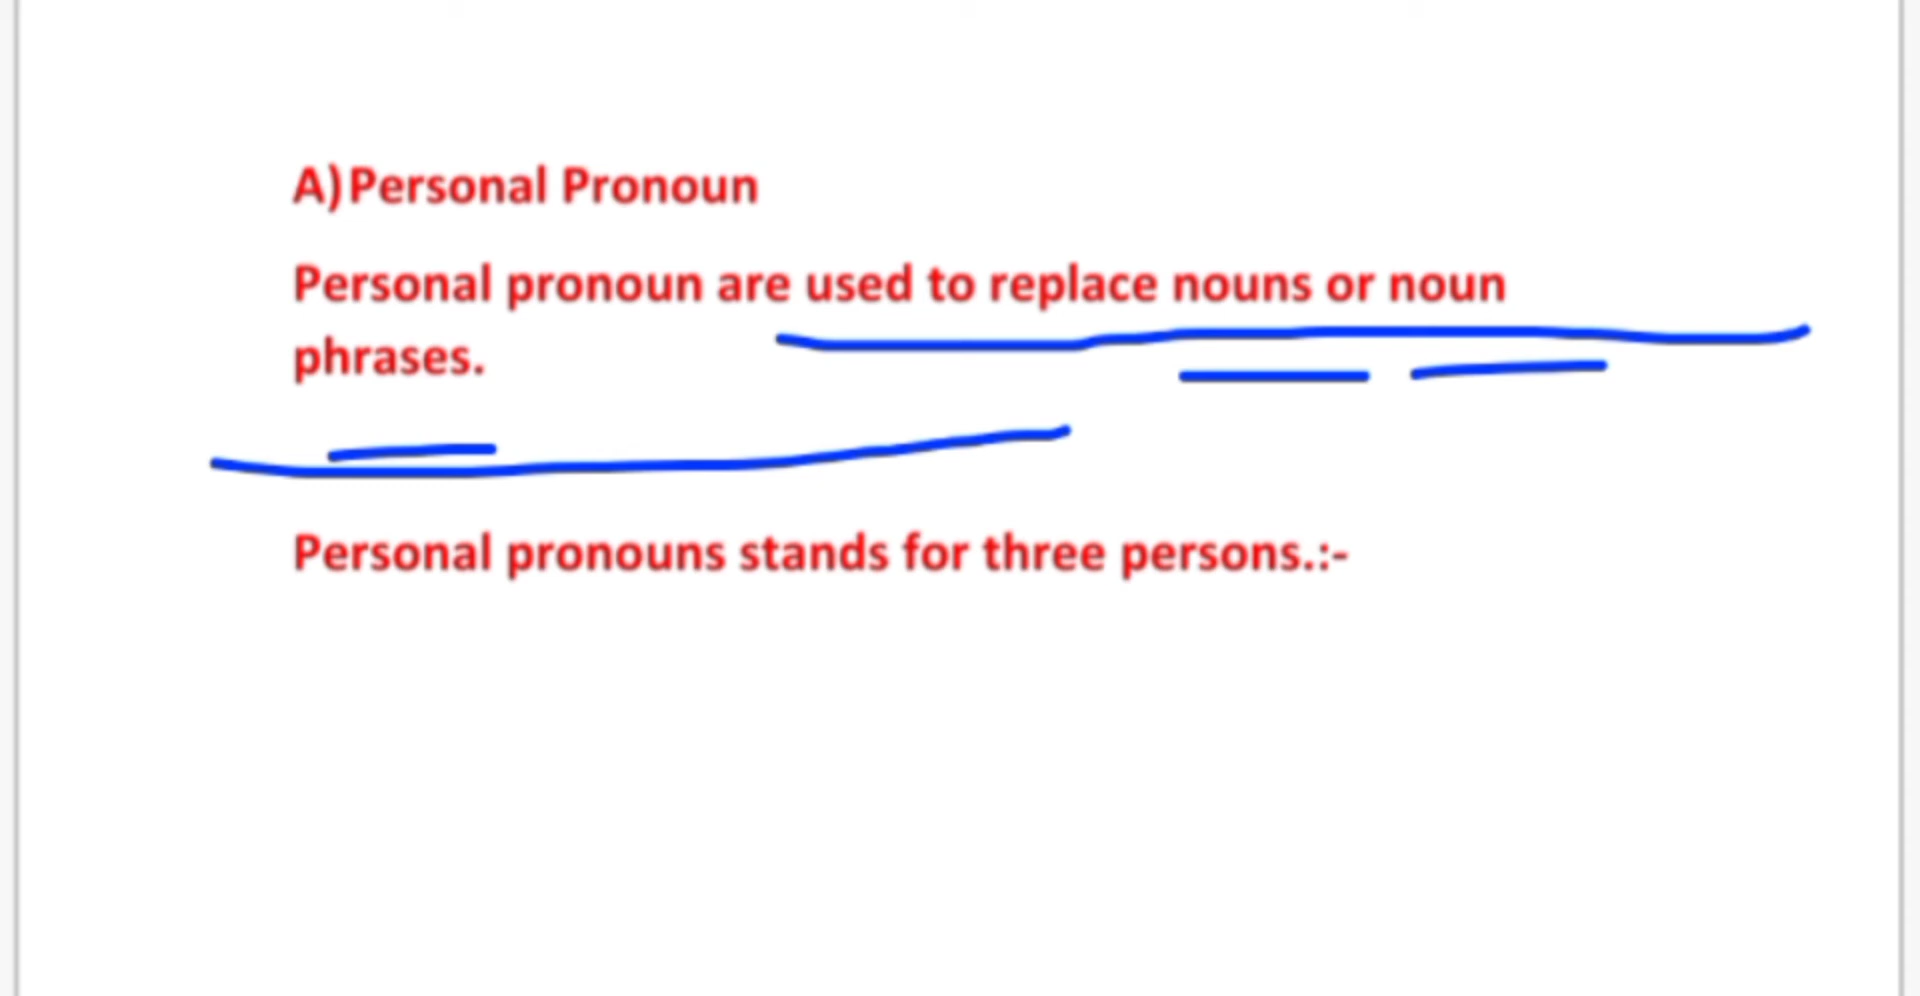 A)Personal Pronoun
Personal pronoun are used to replace nouns or noun
phrases.
Personal pronouns stands for three persons.:-